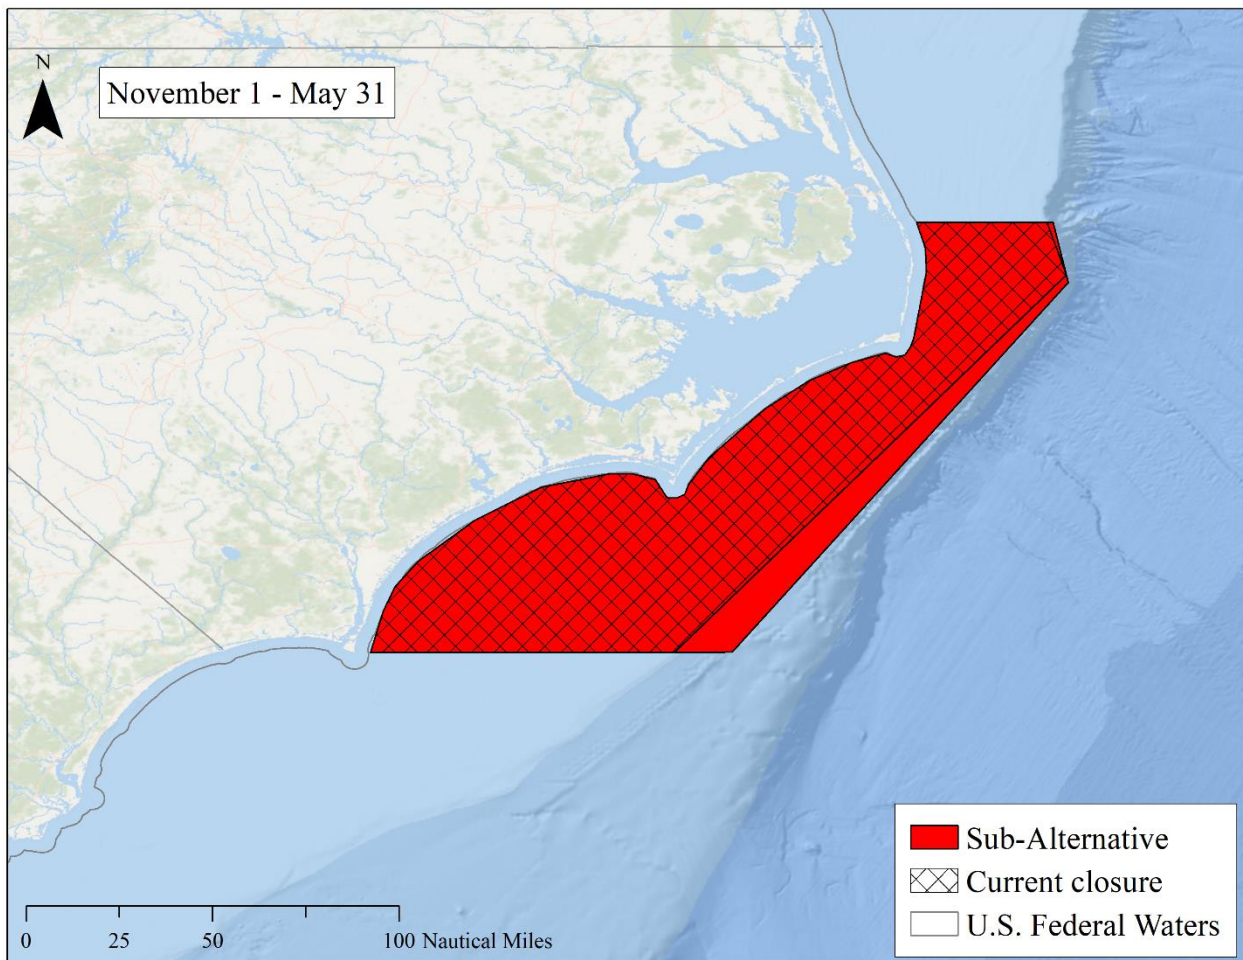 N
November 1 - May 31
Sub-Alternative
Current closure
U.S. Federal Waters
0 25 50 100 Nautical Miles